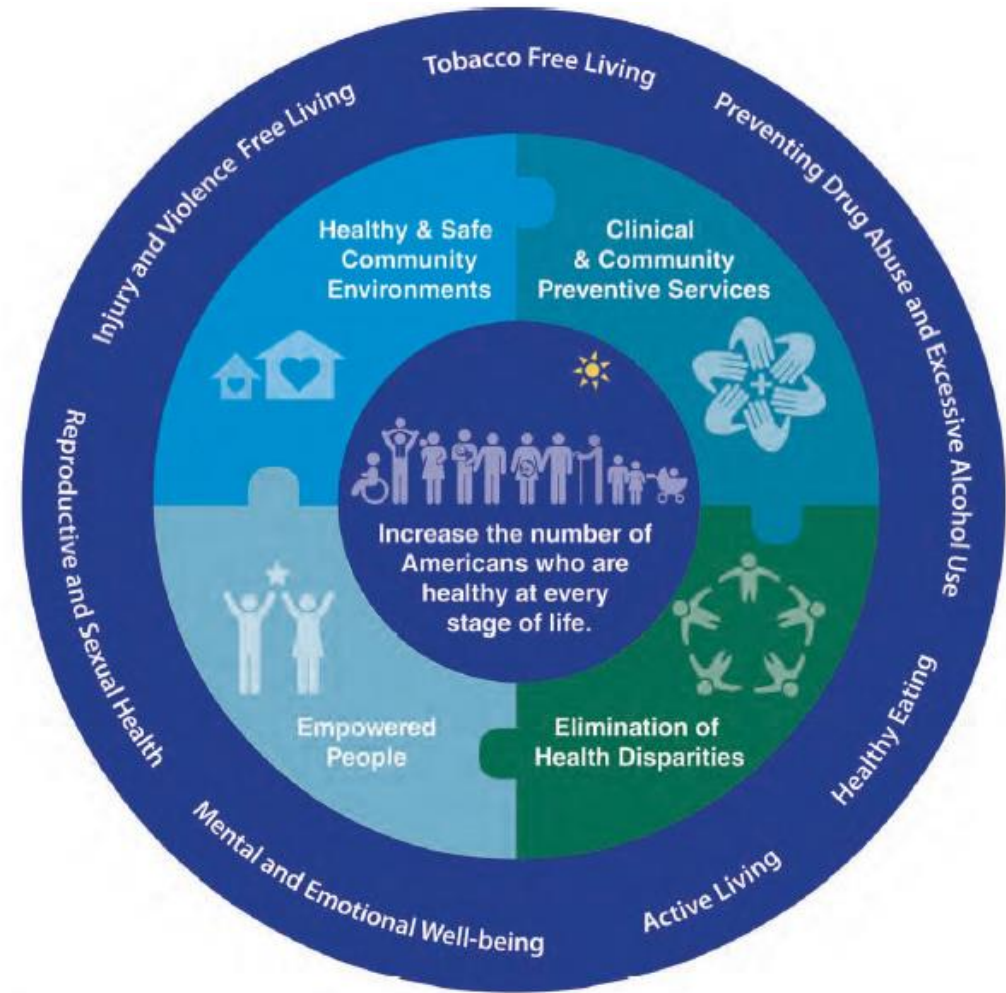 Tobacco Free Living
Preventing Drug Abuse and Excessive Alcohol Use
Healthy Eating
Active Living
Mental and Emotional Well-being
Reproductive and Sexual Health
Injury and Violence Free Living
Healthy & Safe
Community
Environments
Clinical
& Community
Preventive Services
Increase the number of
Americans who are
healthy at every
stage of life.
Empowered
People
Elimination of
Health Disparities